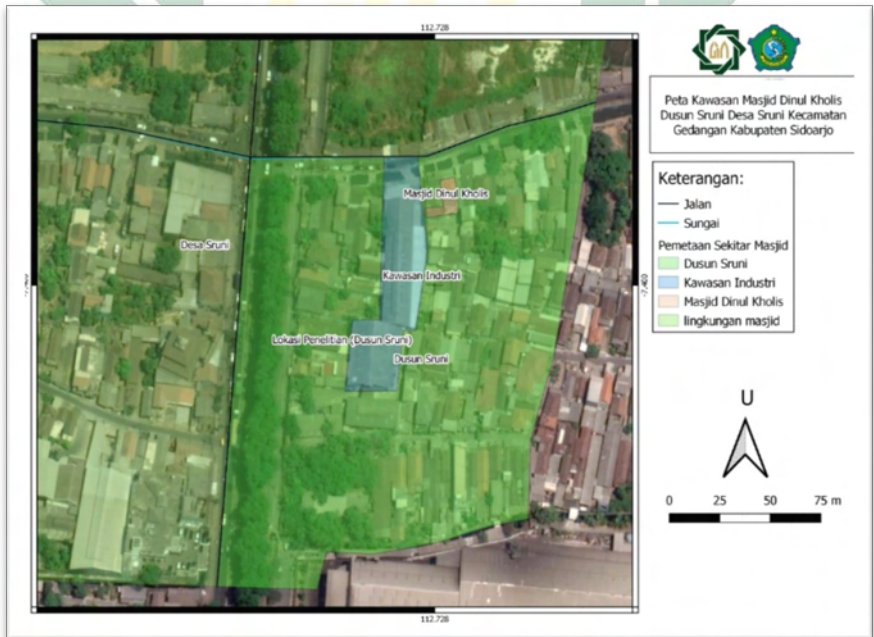 112.728
Peta Kawasan Masjid Dinul Kholis
Dusun Sruni Desa Sruni Kecamatan
Gedangan Kabupaten Sidoarjo
Keterangan:
Jalan
Sungai
Pemetaan Sekitar Masjid
Dusun Sruni
Kawasan Industri
Masjid Dinul Kholis
lingkungan masjid
Masjid Dinul Kholis
Desa Sruni
Kawasan Industri
Lokasi Penelitian (Dusun Sruni)
Dusun Sruni
-7.400
U
0 25 50 75 m
112.728